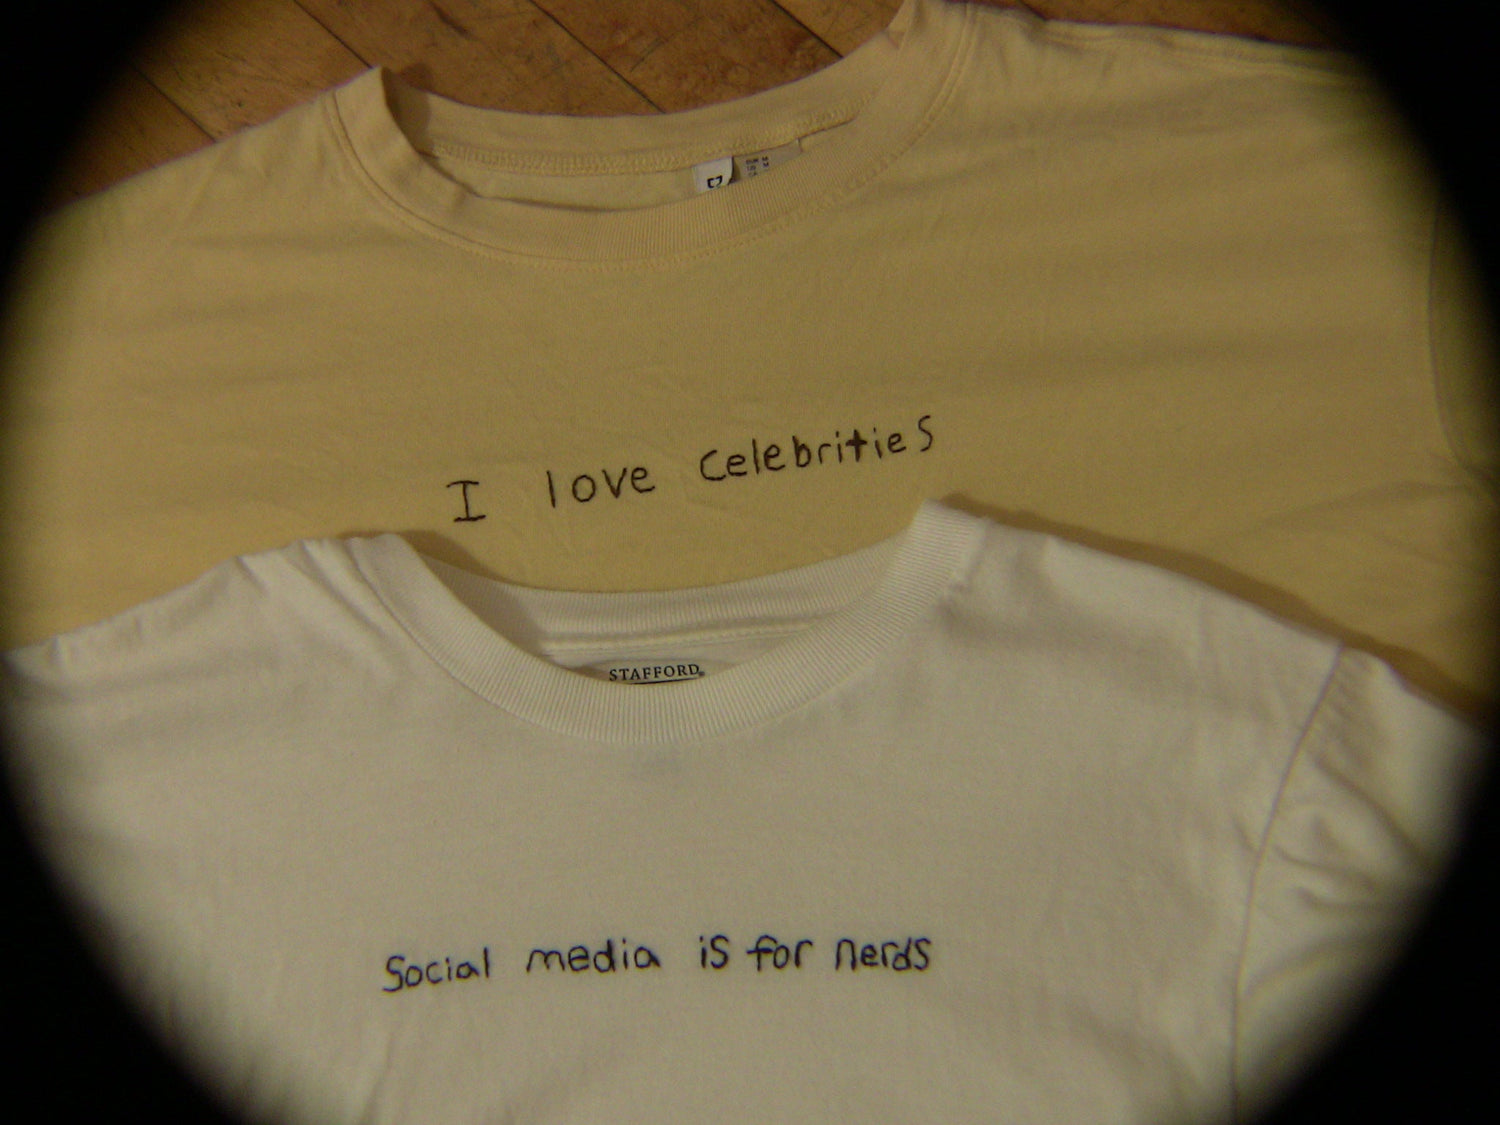 I love celebrities
STAFFORD
Social media is for nerds